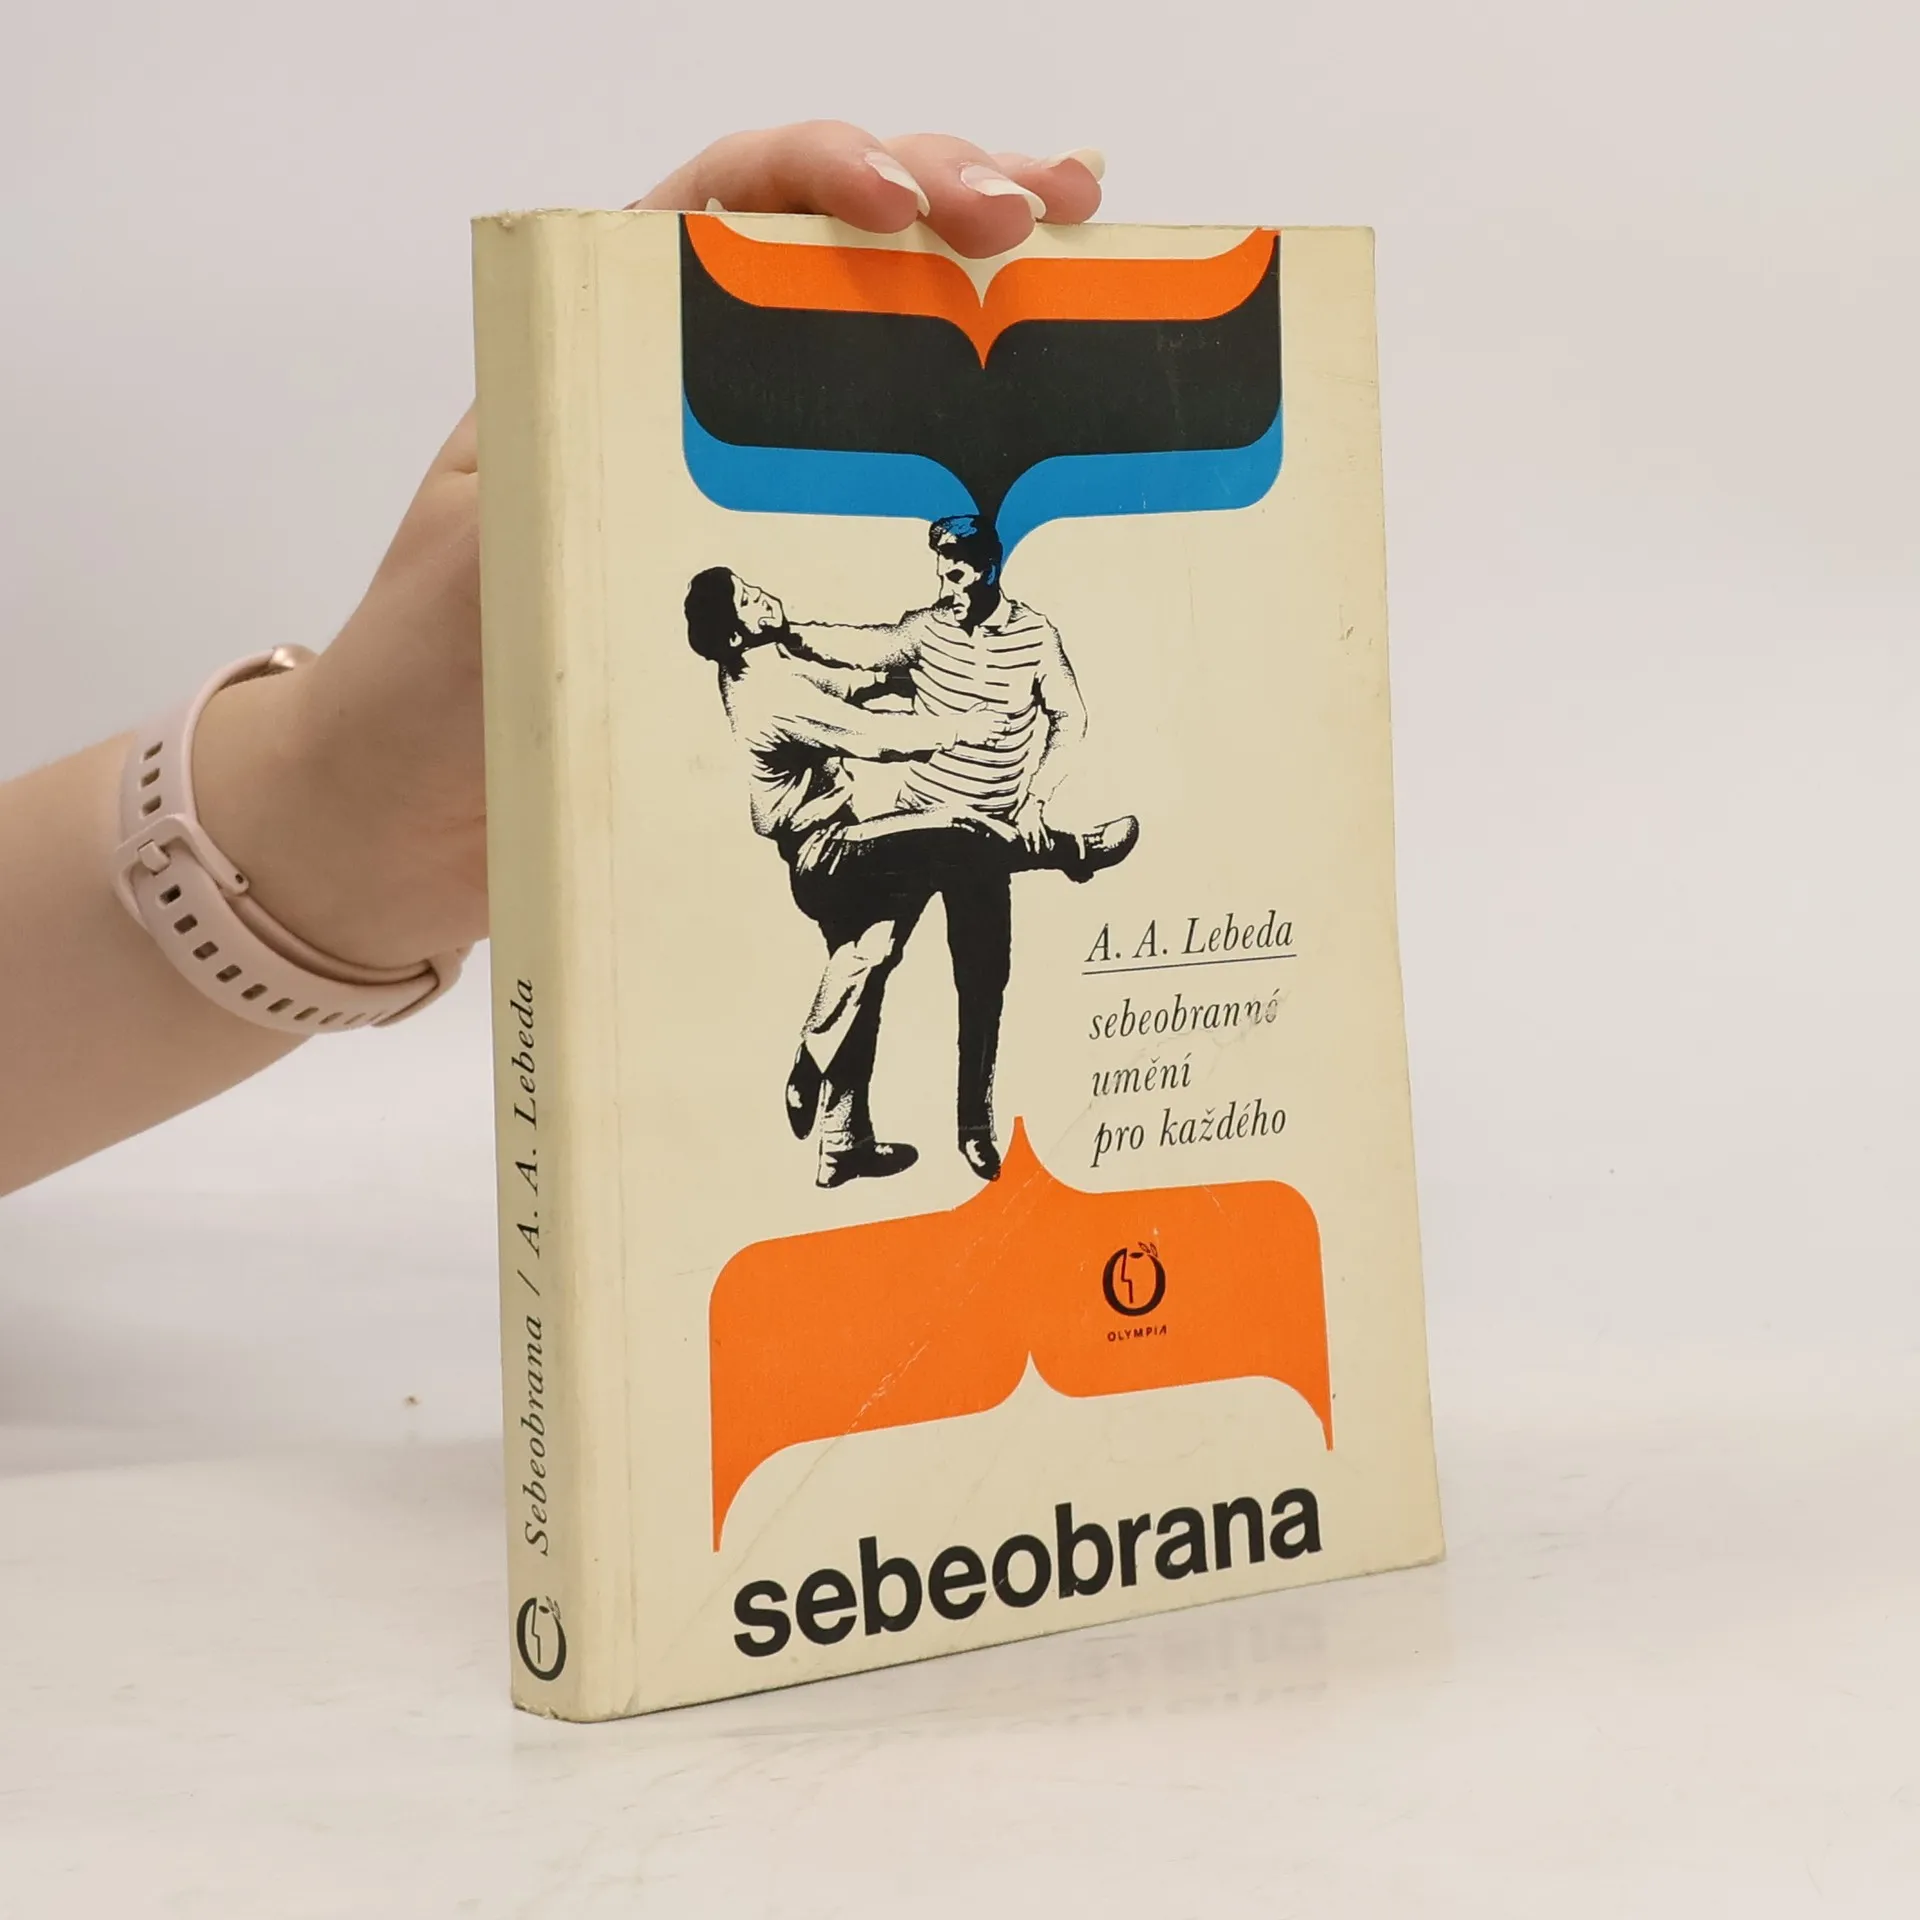 A. A. Lebeda
sebeobranné
umění
pro každého
OLYMPIA
sebeobrana
Sebeobrana / A. A. Lebeda